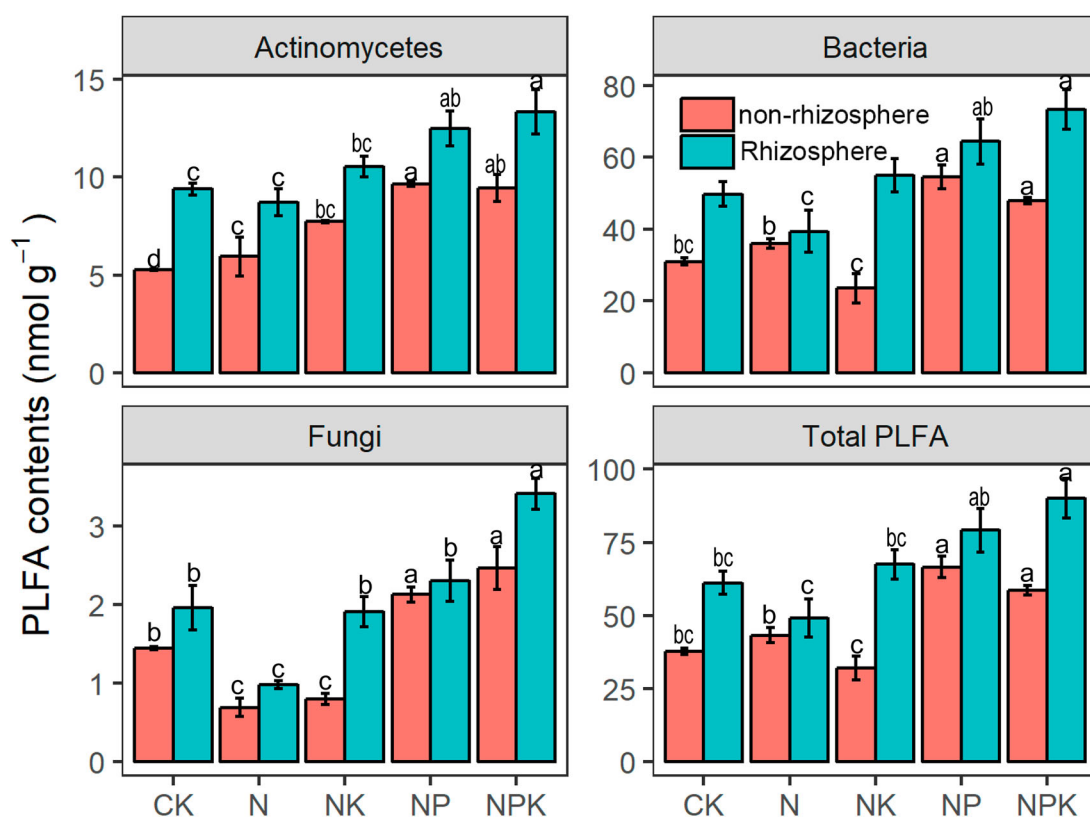 Actinomycetes
Bacteria
PLFA contents (nmol g⁻¹)
15
10
5
0
d
c
c
c
bc
bc
a
ab
ab
a
80
60
40
20
0
non-rhizosphere
Rhizosphere
bc
b
c
c
a
ab
a
a
Fungi
Total PLFA
3
2
1
0
b
b
c
c
c
b
a
b
a
a
100
75
50
25
0
bc
bc
b
c
c
bc
a
ab
a
a
CK N NK NP NPK
CK N NK NP NPK